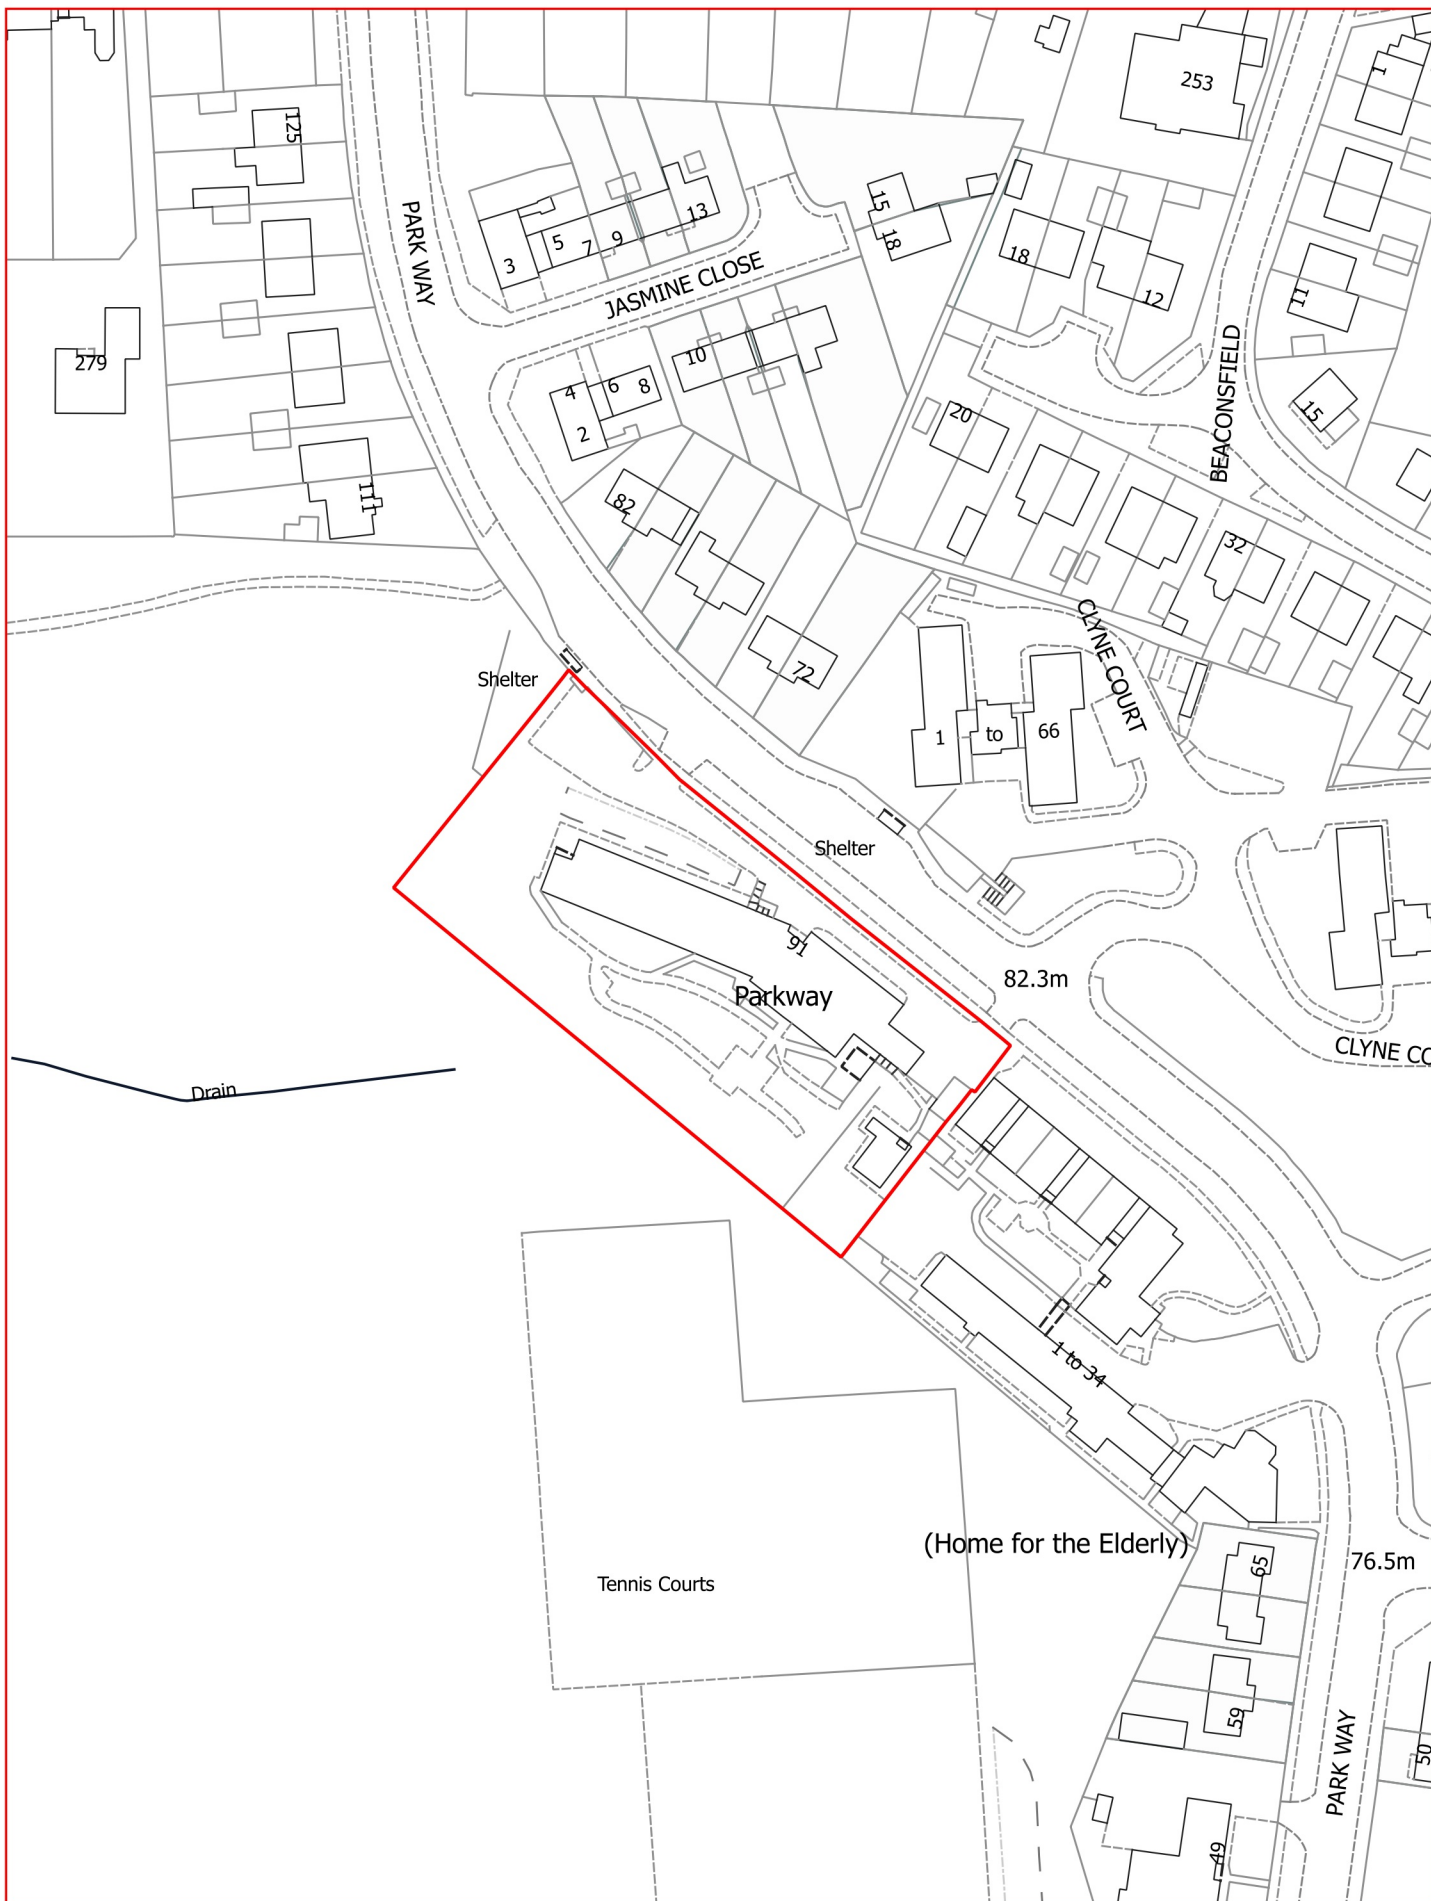 253
1
125
PARK WAY
3
5
7
9
13
15
18
18
12
11
JASMINE CLOSE
279
10
4
6
8
2
BEACONSFIELD
15
20
111
82
32
72
CLYNE COURT
Shelter
1
to
66
Shelter
91
Parkway
82.3m
CLYNE CO
Drain
1 to 34
(Home for the Elderly)
65
76.5m
Tennis Courts
59
PARK WAY
50
49